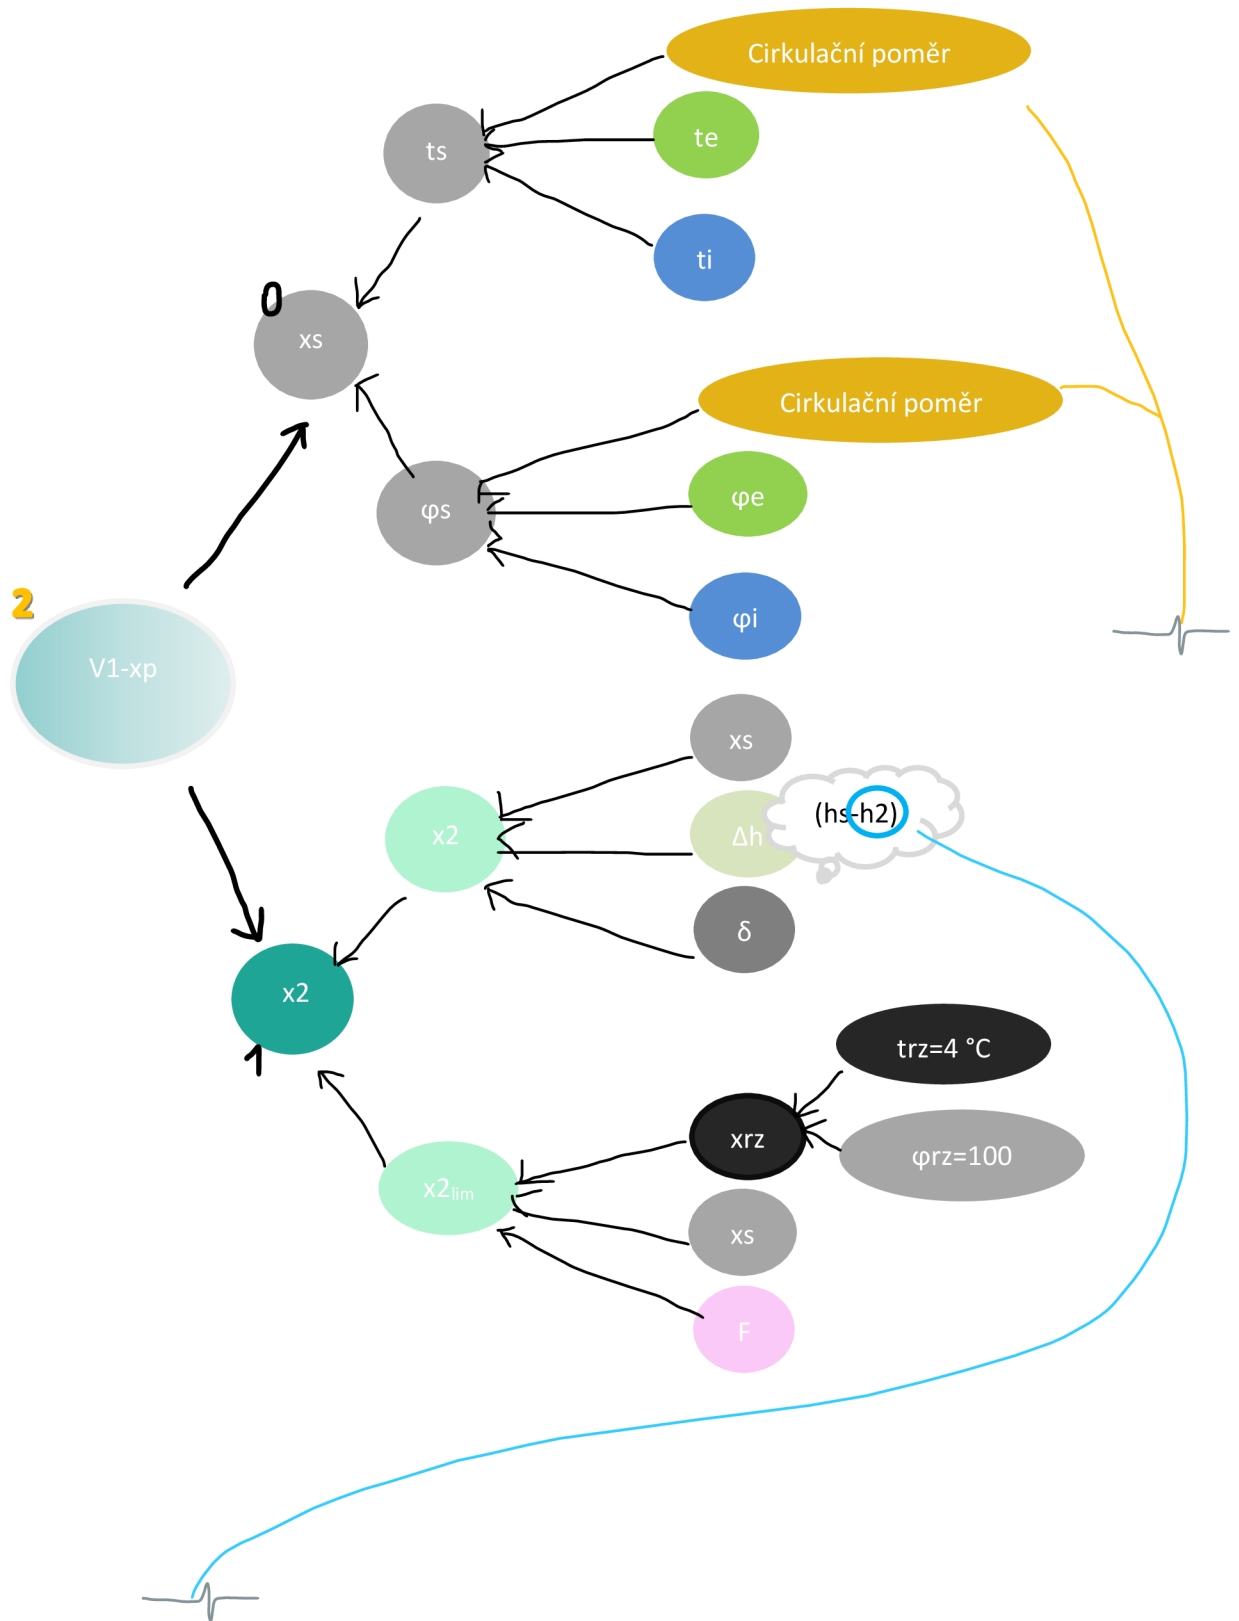 Cirkulační poměr
te
ts
ti
0
xs
Cirkulační poměr
φe
φs
φi
2
V1-xp
xs
(hs-h2)
x2
Δh
δ
x2
1
trz=4 °C
xrz
φrz=100
x2lim
xs
F